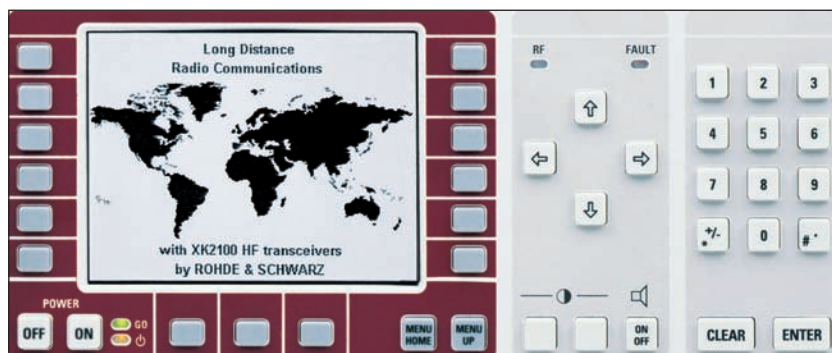 Long Distance
Radio Communications
with XK2100 HF transceivers
by ROHDE & SCHWARZ
POWER
OFF
ON
GO
MENU
HOME
MENU
UP
RF
FAULT
ON
OFF
1 2 3
4 5 6
7 8 9
+/- 0 #
CLEAR
ENTER